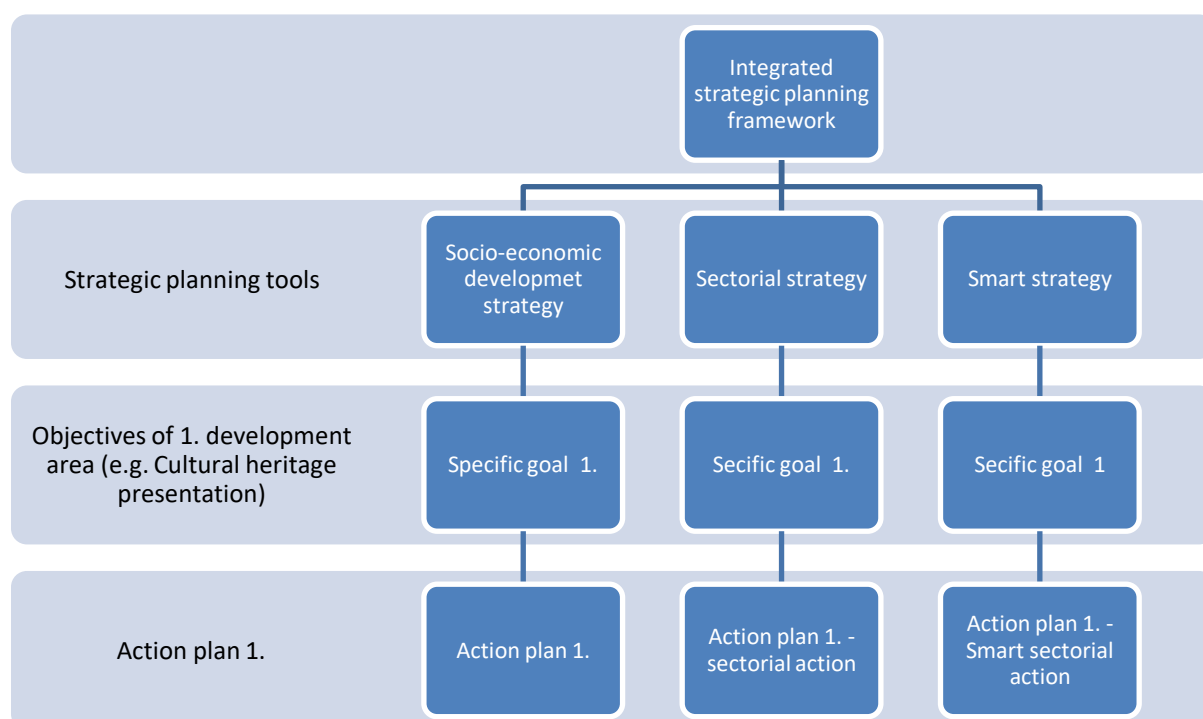 Integrated
strategic planning
framework
Strategic planning tools
Socio-economic
developmet
strategy
Sectorial strategy
Smart strategy
Objectives of 1. development
area (e.g. Cultural heritage
presentation)
Specific goal 1.
Secific goal 1.
Secific goal 1
Action plan 1.
Action plan 1.
Action plan 1. -
sectorial action
Action plan 1. -
Smart sectorial
action